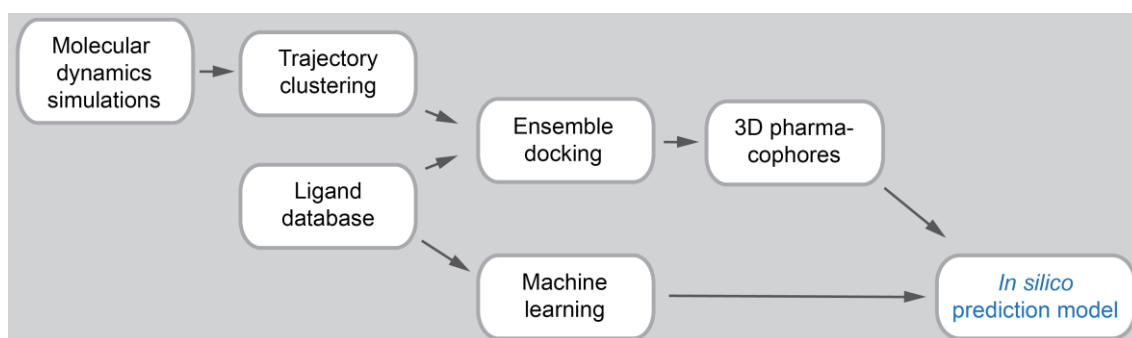 Molecular
dynamics
simulations
Trajectory
clustering
Ligand
database
Ensemble
docking
3D pharma-
cophores
Machine
learning
In silico
prediction model